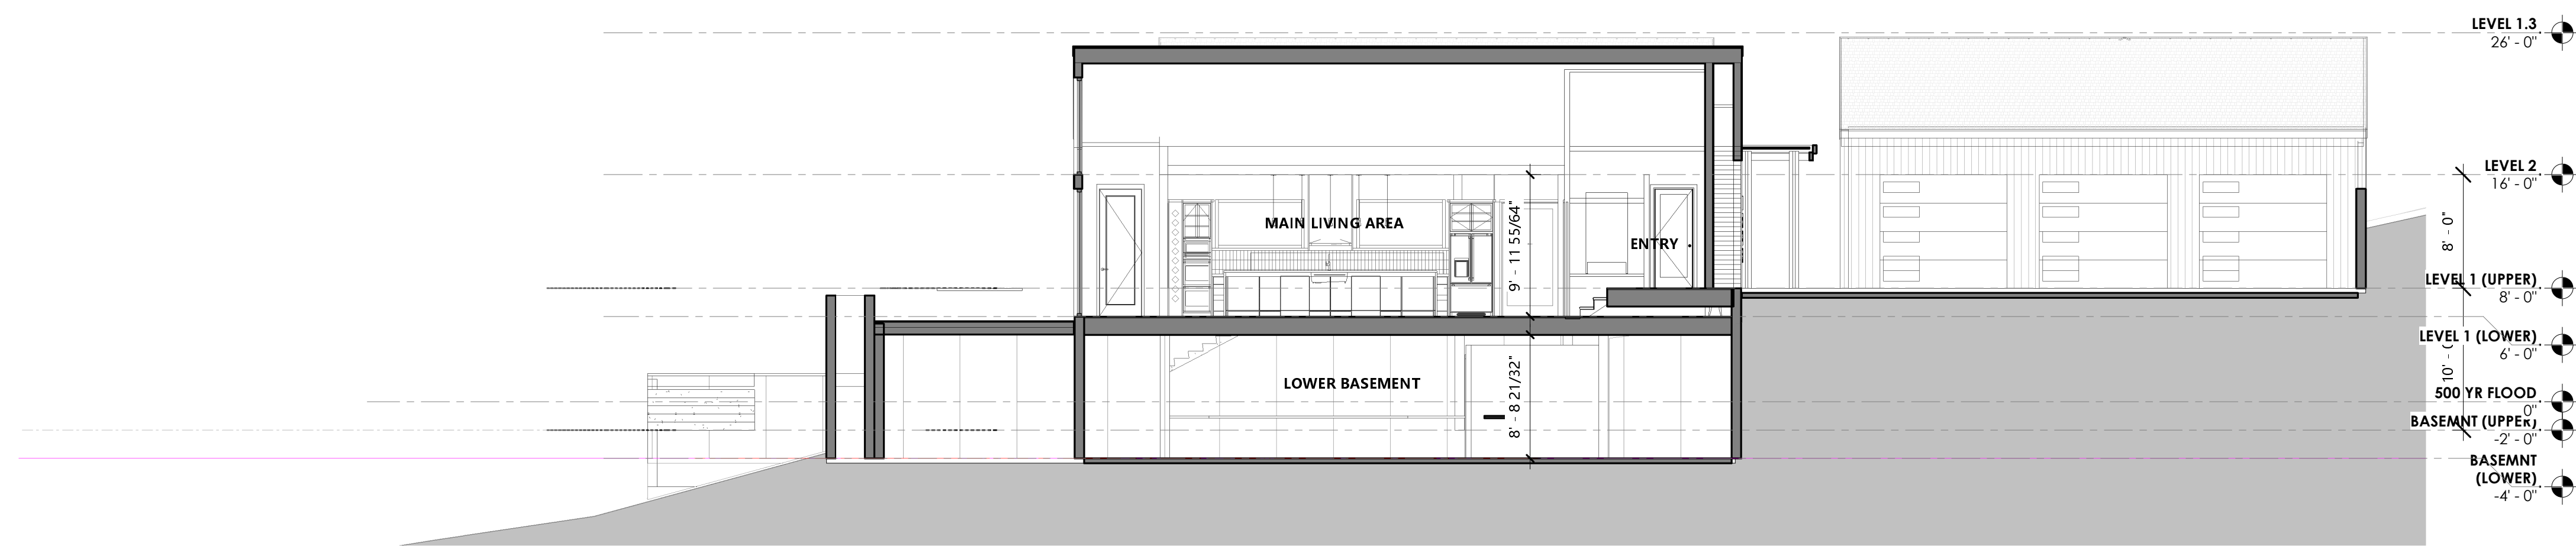 LEVEL 1.3
26' - 0"
LEVEL 2
16' - 0"
MAIN LIVING AREA
9' - 11 55/64"
ENTRY
8' - 0"
LEVEL 1 (UPPER)
8' - 0"
LEVEL 1 (LOWER)
6' - 0"
LOWER BASEMENT
8' - 8 21/32"
10' -
500 YR FLOOD
0"
BASEMNT (UPPER)
-2' - 0"
BASEMNT
(LOWER)
-4' - 0"